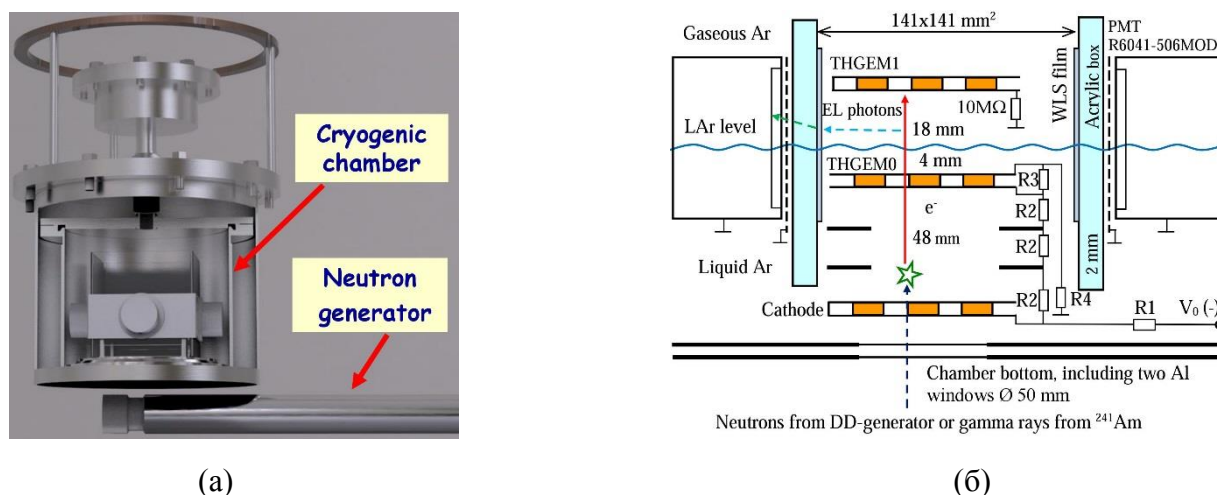 Cryogenic
chamber
Neutron
generator
(а)
141x141 mm²
Gaseous Ar
PMT
R6041-506MOD
THGEM1
WLS film
Acrylic box
EL photons
10MΩ
LAr level
18 mm
4 mm
THGEM0
R3
R2
e⁻
48 mm
R2
Liquid Ar
2 mm
R2
R4
Cathode
R1
V₀ (-)
Chamber bottom, including two Al
windows Ø 50 mm
Neutrons from DD-generator or gamma rays from ²⁴¹Am
(б)